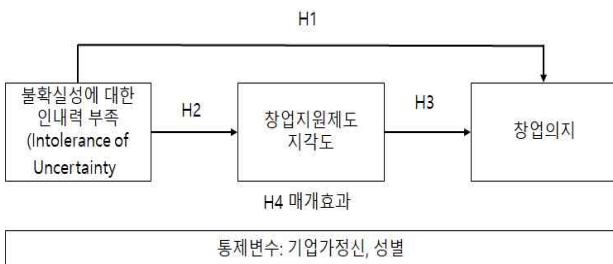 H1
불확실성에 대한
인내력 부족
(Intolerance of
Uncertainty
H2
창업지원제도
지각도
H3
창업의지
H4 매개효과
통제변수: 기업가정신, 성별